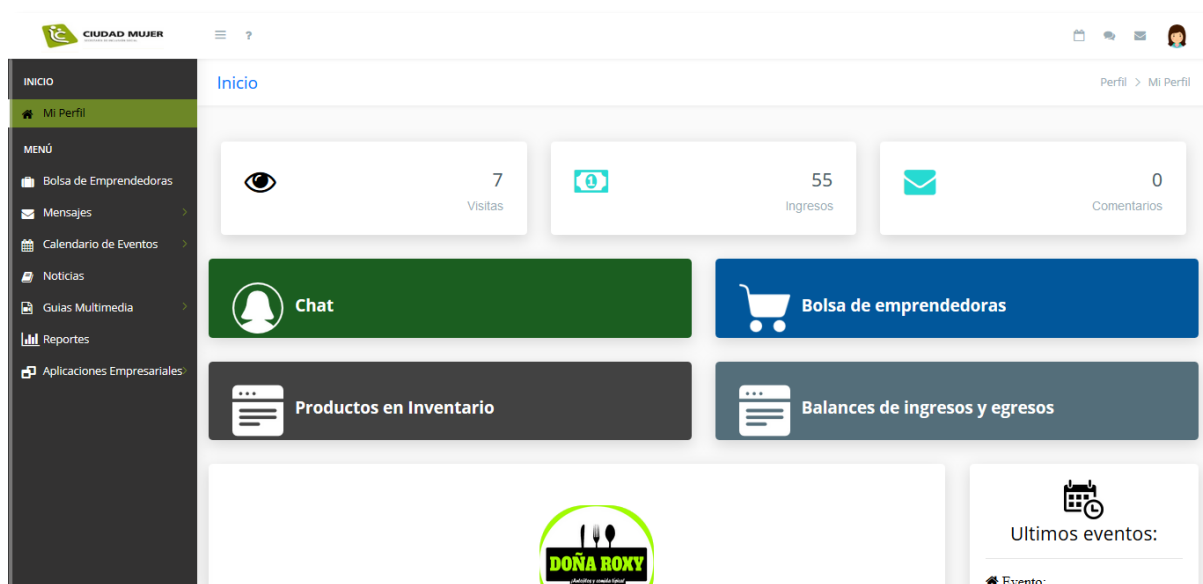 CIUDAD MUJER
?
INICIO
Mi Perfil
MENÚ
Bolsa de Emprendedoras
Mensajes
Calendario de Eventos
Noticias
Guias Multimedia
Reportes
Aplicaciones Empresariales
Inicio
Perfil > Mi Perfil
7
Visitas
1
55
Ingresos
0
Comentarios
Chat
Bolsa de emprendedoras
Productos en Inventario
Balances de ingresos y egresos
DOÑA ROXY
Ultimos eventos:
Evento: